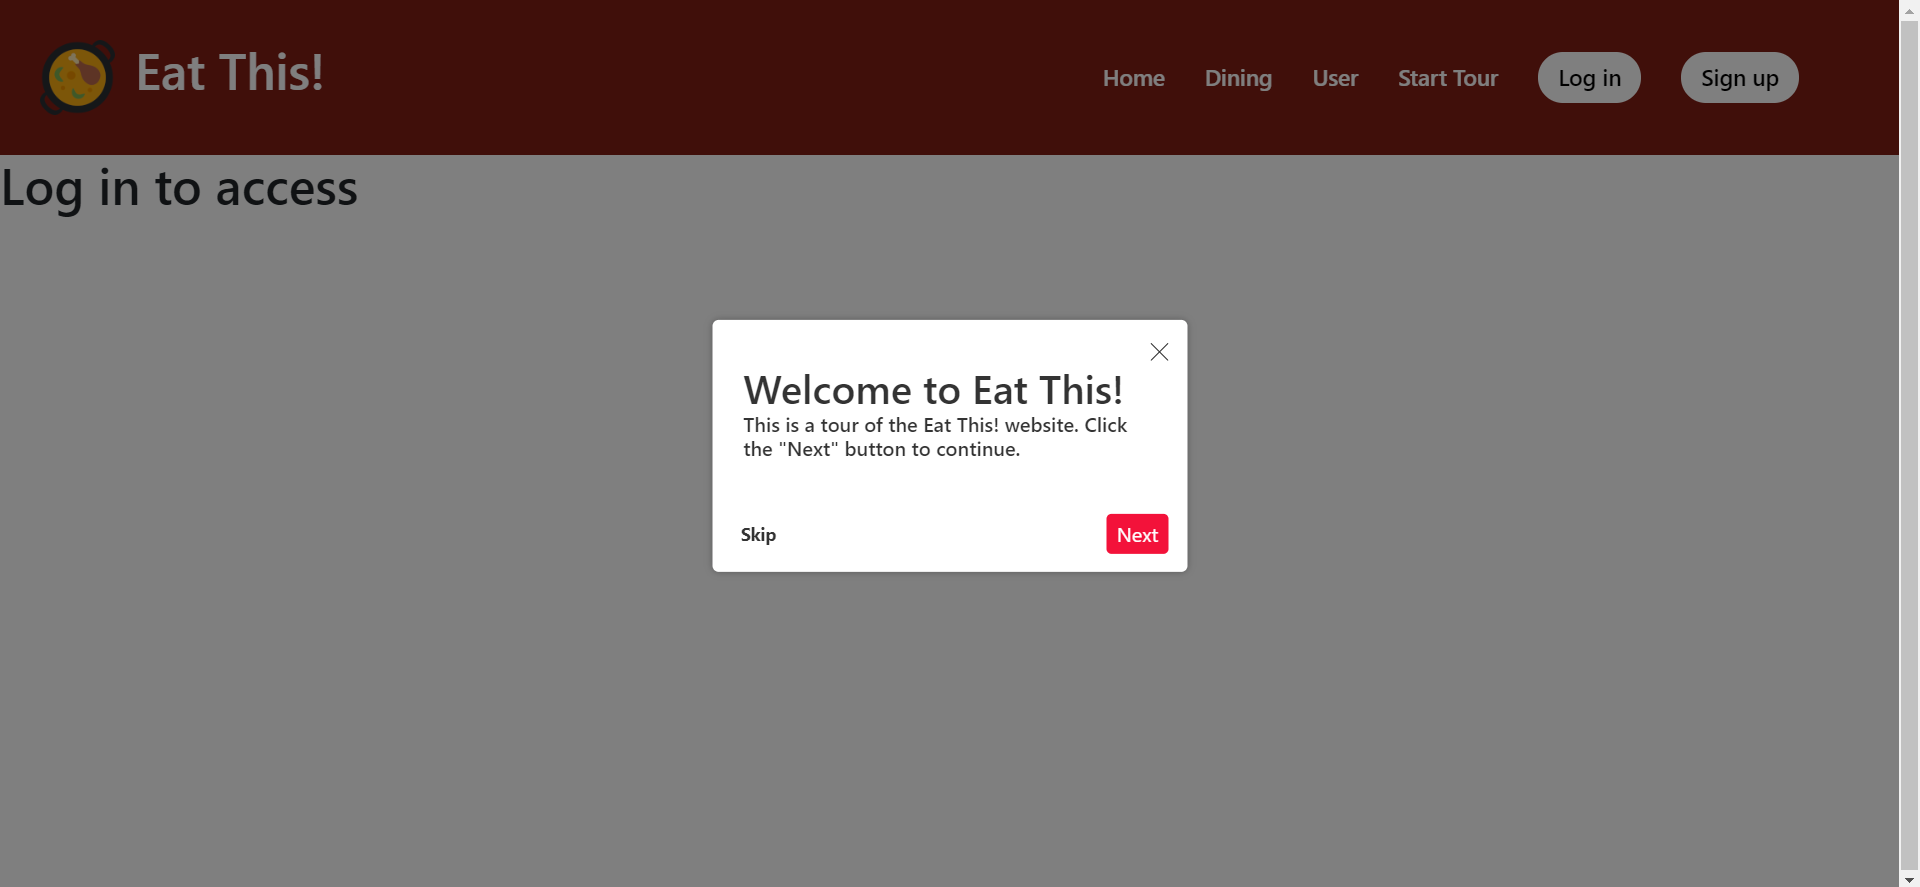 Eat This!
Home Dining User Start Tour Log in Sign up
Log in to access
Welcome to Eat This!
This is a tour of the Eat This! website. Click
the "Next" button to continue.
Skip Next